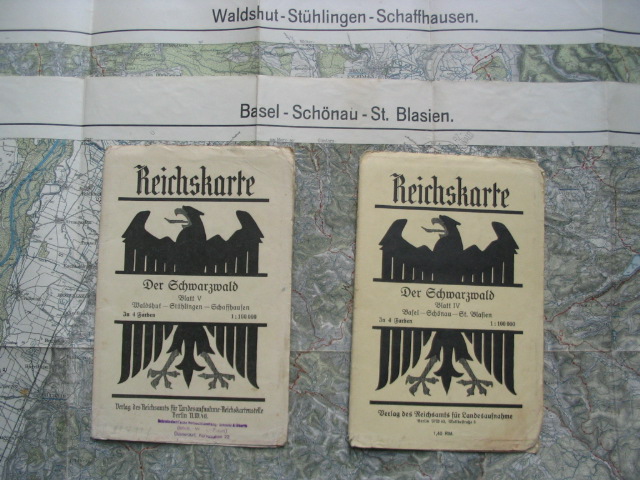 Waldshut-Stühlingen-Schaffhausen.
Basel-Schönau-St. Blasien.
Reichskarte
Der Schwarzwald
Blatt V
Waldshut—Stühlingen—Schaffhausen
In 4 Farben 1:100 000
Verlag des Reichsamts für Landesaufnahme
Berlin
Reichskarte
Der Schwarzwald
Blatt IV
Basel—Schönau—St. Blasien
In 4 Farben 1:100 000
Verlag des Reichsamts für Landesaufnahme
Berlin